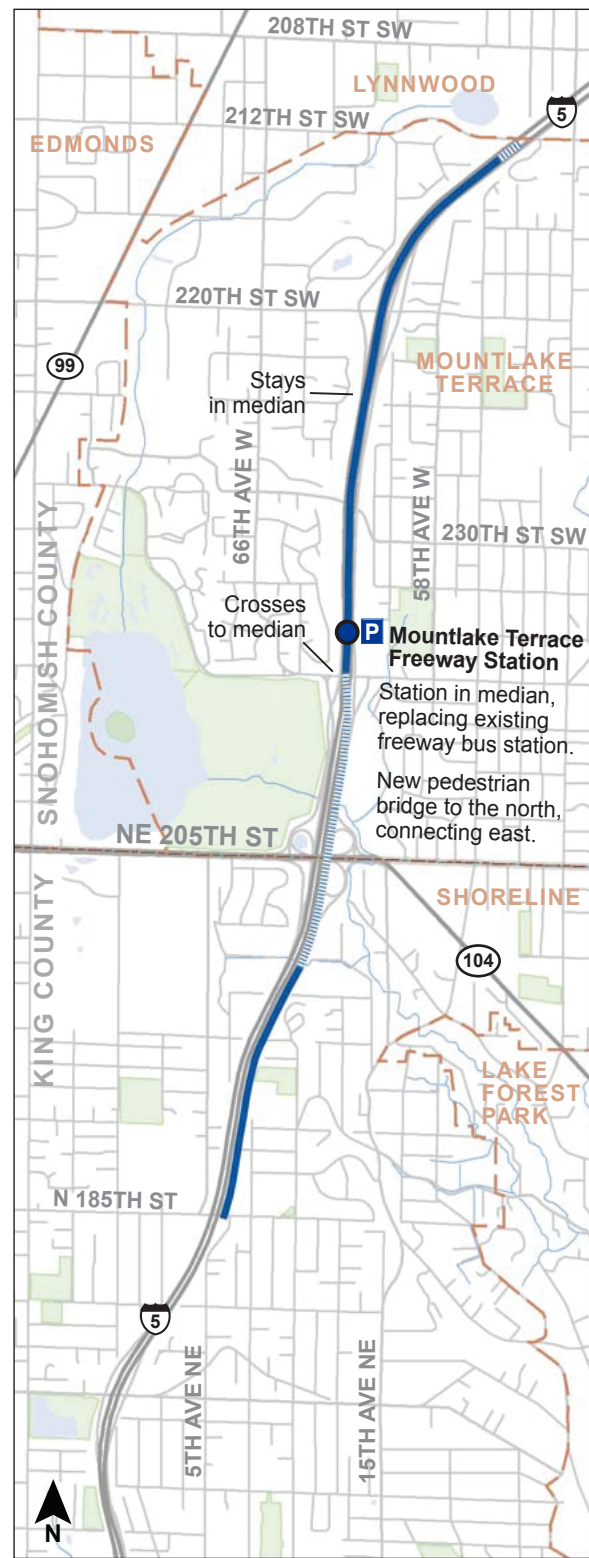 208TH ST SW
LYNNWOOD
5
212TH ST SW
EDMONDS
220TH ST SW
99
MOUNTLAKE
TERRACE
Stays
in median
66TH AVE W
58TH AVE W
230TH ST SW
SNOHOMISH COUNTY
Crosses
to median
P
Mountlake Terrace
Freeway Station
Station in median,
replacing existing
freeway bus station.
New pedestrian
bridge to the north,
connecting east.
NE 205TH ST
SHORELINE
KING COUNTY
104
LAKE
FOREST
PARK
N 185TH ST
5
5TH AVE NE
15TH AVE NE
N